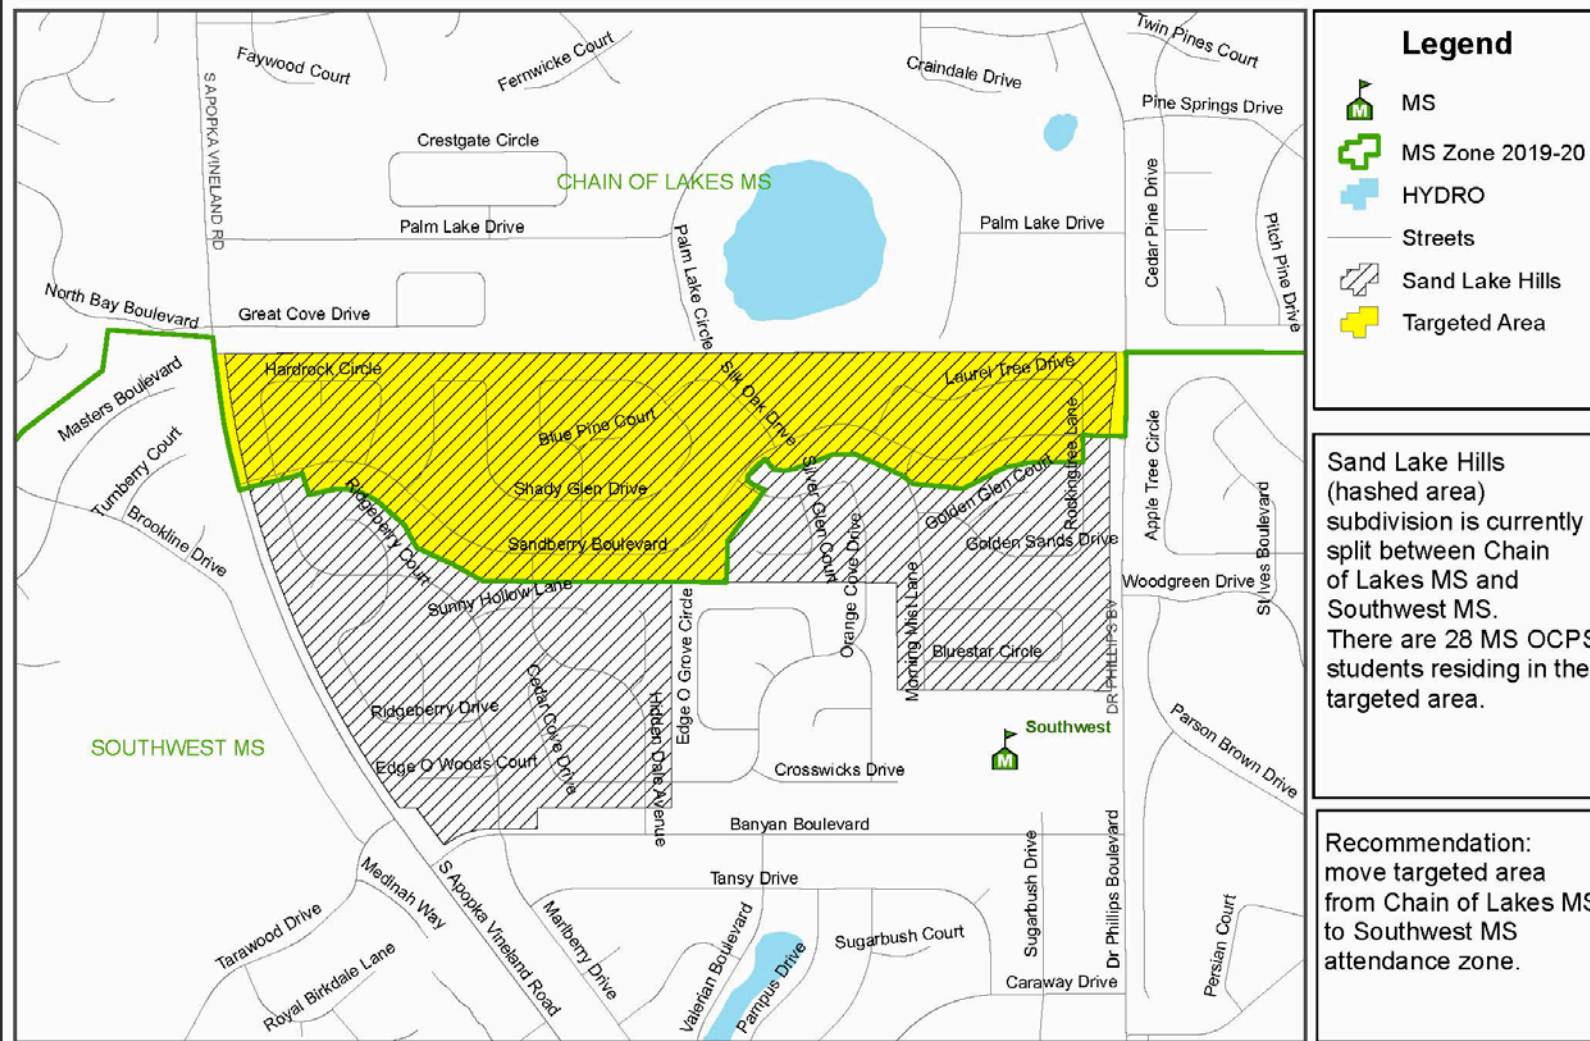 Twin Pines Court
Faywood Court
Fernwicke Court
Craindale Drive
Pine Springs Drive
S APOPKA VINELAND RD
Crestgate Circle
CHAIN OF LAKES MS
Cedar Pine Drive
Palm Lake Drive
Palm Lake Drive
Palm Lake Circle
Pitch Pine Drive
North Bay Boulevard
Great Cove Drive
Hardrock Circle
Silk Oak Drive
Laurel Tree Drive
Masters Boulevard
Blue Pine Court
Rockingtree Lane
Apple Tree Circle
Turnberry Court
Shady Glen Drive
Silver Glen Court
Golden Glen Court
Ridgeberry Court
Brookline Drive
Sandberry Boulevard
Orange Cove Drive
Golden Sands Drive
St Ives Boulevard
Sunny Hollow Lane
Woodgreen Drive
Edge O Grove Circle
Morning Mist Lane
Bluestar Circle
DR PHILLIPS BV
Cedar Cove Drive
Ridgeberry Drive
Hidden Dale Avenue
SOUTHWEST MS
Southwest
M
Parson Brown Drive
Edge O Woods Court
Crosswicks Drive
Banyan Boulevard
Sugarbush Drive
Dr Phillips Boulevard
Medinah Way
S Apopka Vineland Road
Tansy Drive
Tarawood Drive
Marlberry Drive
Valerian Boulevard
Pampus Drive
Sugarbush Court
Persian Court
Royal Birkdale Lane
Caraway Drive
Legend
M
MS
MS Zone 2019-20
HYDRO
Streets
Sand Lake Hills
Targeted Area
Sand Lake Hills
(hashed area)
subdivision is currently
split between Chain
of Lakes MS and
Southwest MS.
There are 28 MS OCPS
students residing in the
targeted area.
Recommendation:
move targeted area
from Chain of Lakes MS
to Southwest MS
attendance zone.